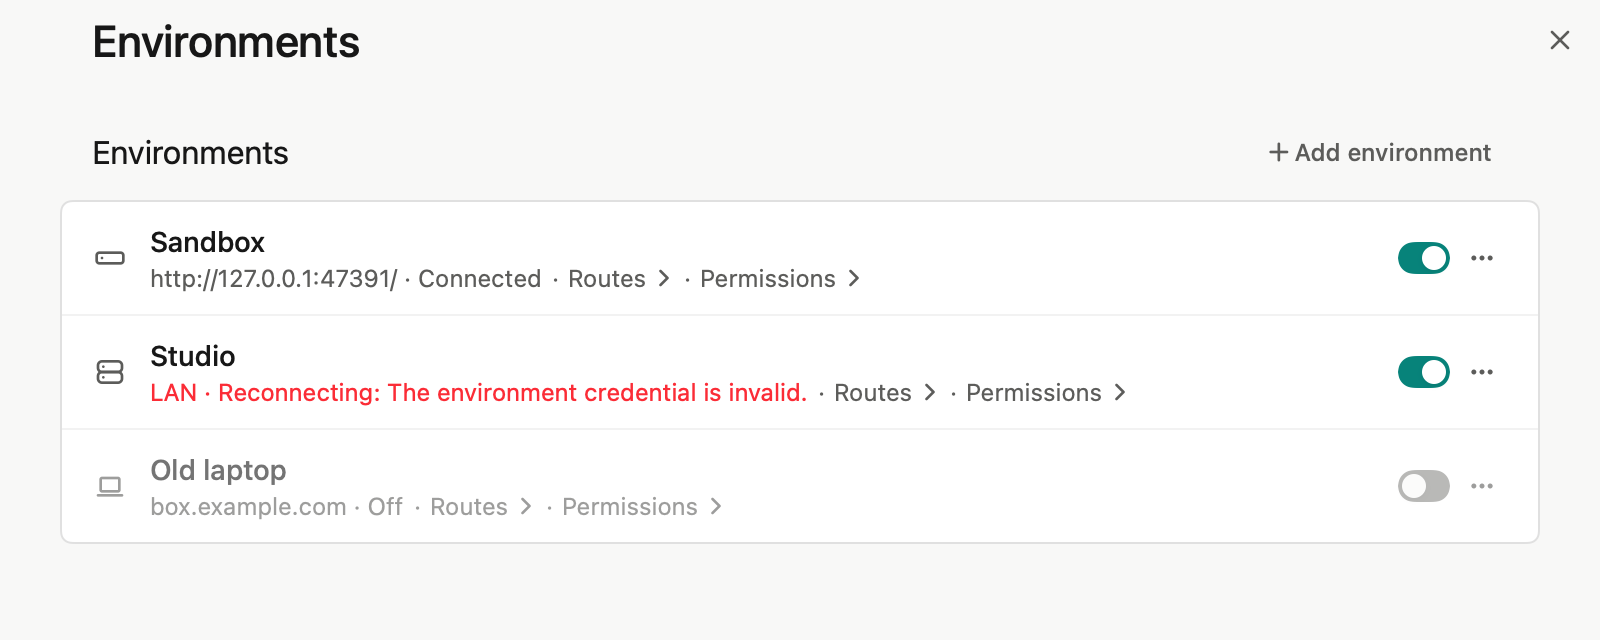 Environments
Environments
+ Add environment
Sandbox
http://127.0.0.1:47391/ · Connected · Routes > · Permissions >
Studio
LAN · Reconnecting: The environment credential is invalid. · Routes > · Permissions >
Old laptop
box.example.com · Off · Routes > · Permissions >